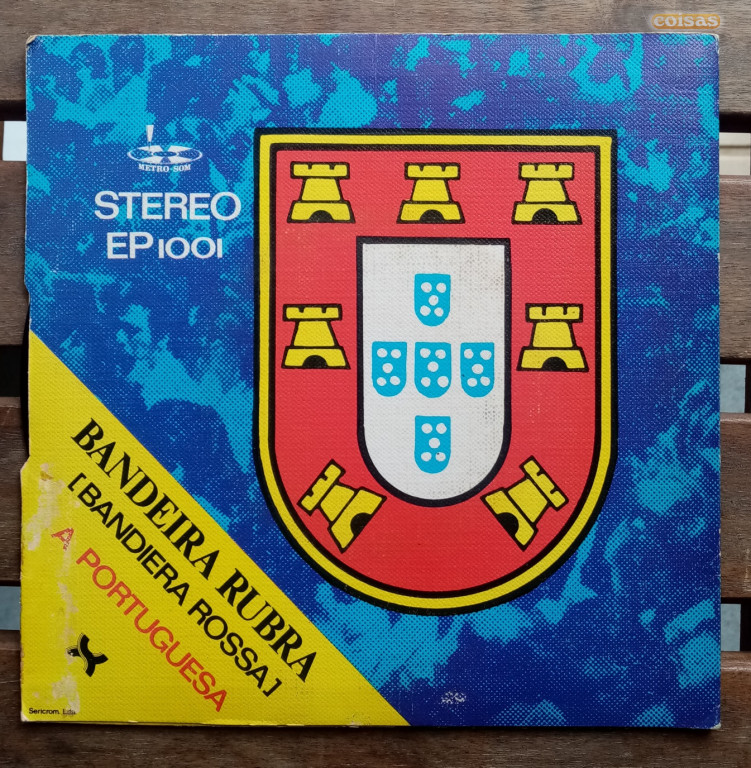 coisas
METRO-SOM
STEREO
EP1001
BANDEIRA RUBRA
[BANDIERA ROSSA]
A PORTUGUESA
Sericrom. Lda.